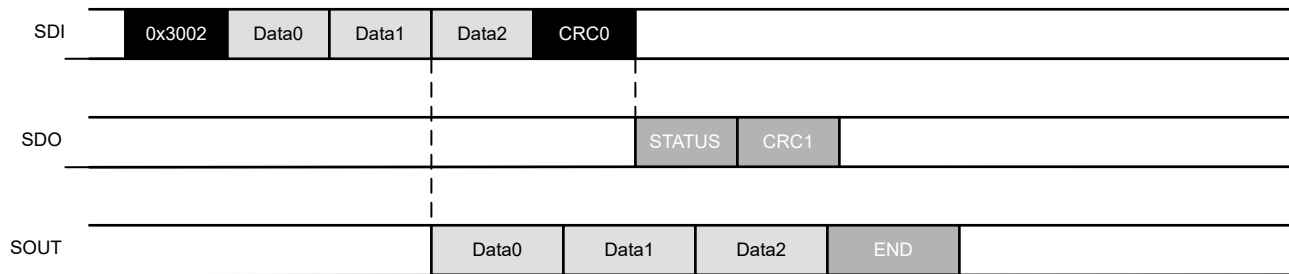 SDI 0x3002 Data0 Data1 Data2 CRC0
SDO STATUS CRC1
SOUT Data0 Data1 Data2 END